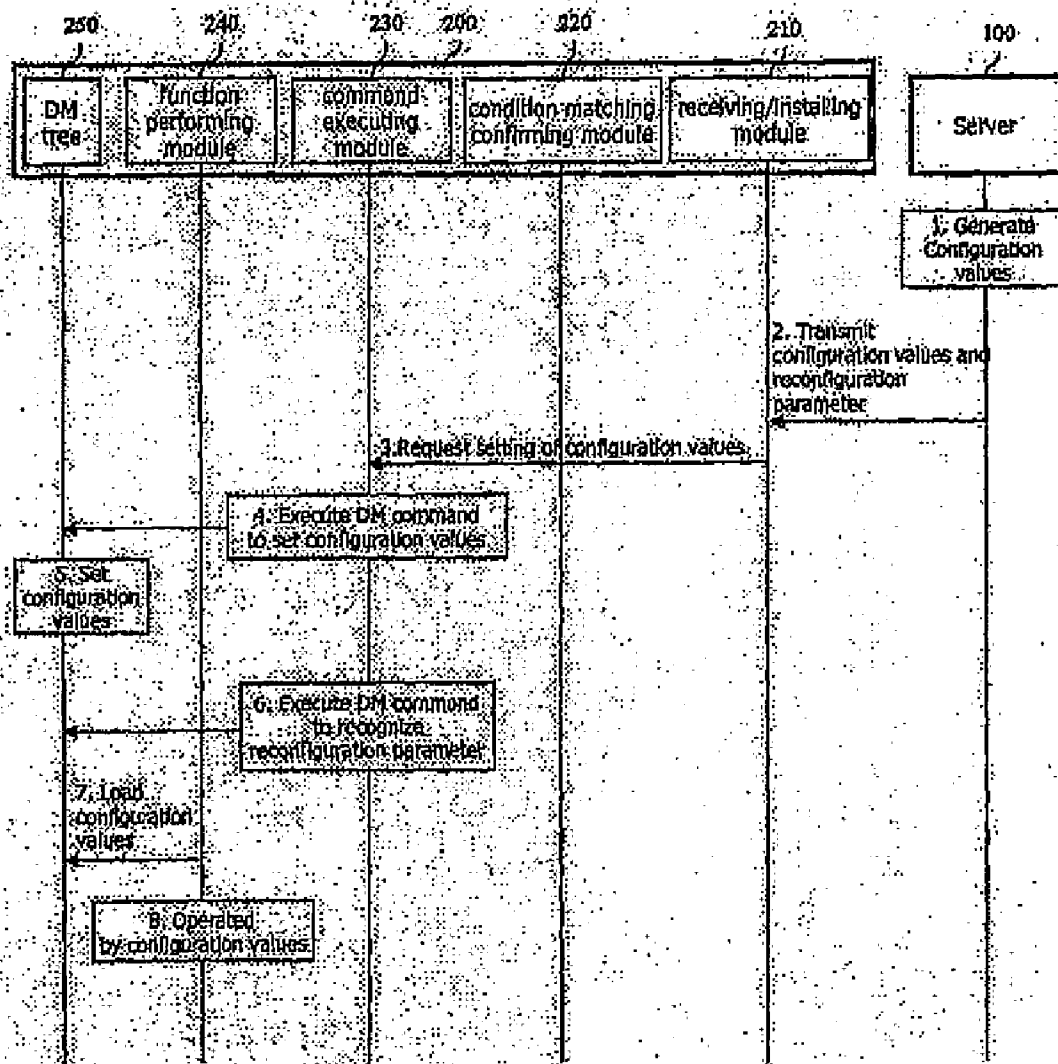 250 240 230 200 220 210 100
DM
tree
function
performing
module
command
executing
module
condition matching
confirming module
receiving/installing
module
Server
1. Generate
Configuration
values
2. Transmit
configuration values and
reconfiguration
parameter
3.Request setting of configuration values
4. Execute DM command
to set configuration values
5. Set
configuration
values
6. Execute DM command
to recognize
reconfiguration parameter
7. Load
configuration
values
8. Operated
by configuration values